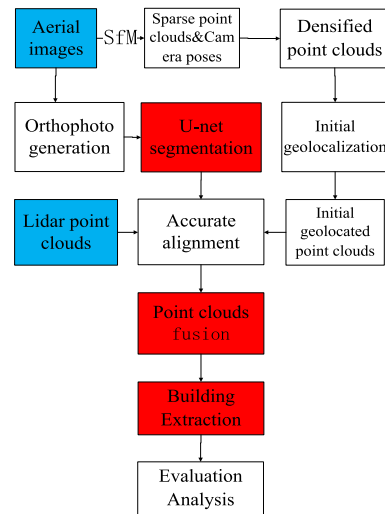 Aerial
images
SfM
Sparse point
clouds&Cam
era poses
Densified
point clouds
Orthophoto
generation
U-net
segmentation
Initial
geolocalization
Lidar point
clouds
Accurate
alignment
Initial
geolocated
point clouds
Point clouds
fusion
Building
Extraction
Evaluation
Analysis